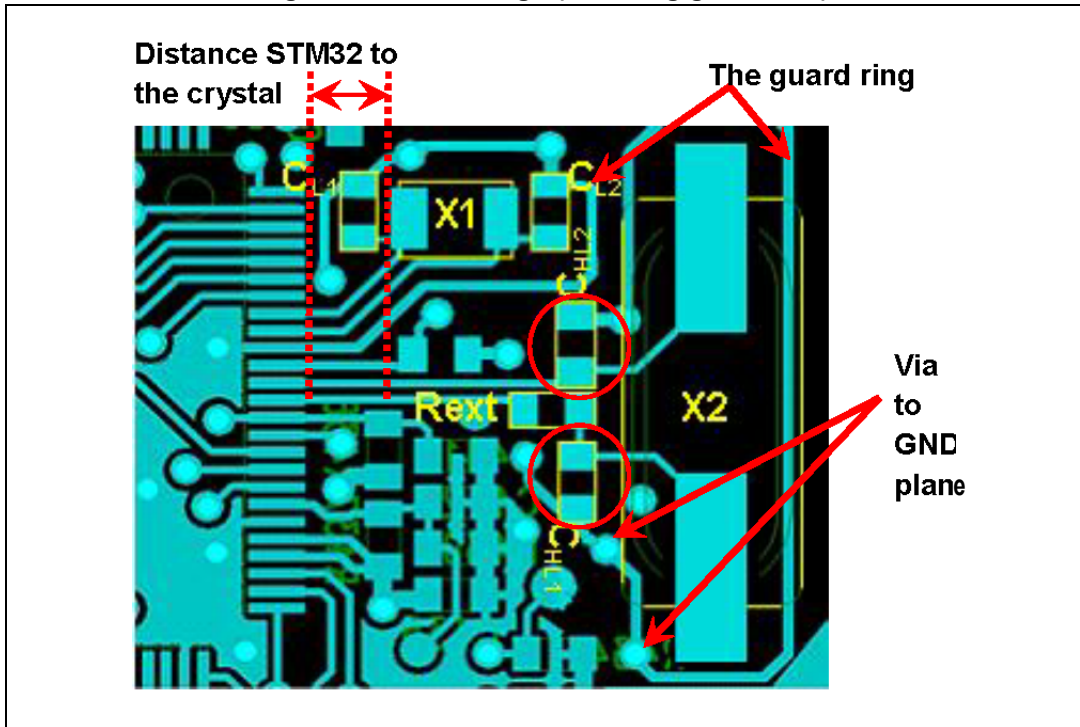 Distance STM32 to
the crystal
The guard ring
CL1
X1
CL2
CHL2
Rext
X2
CHL1
Via
to
GND
plane